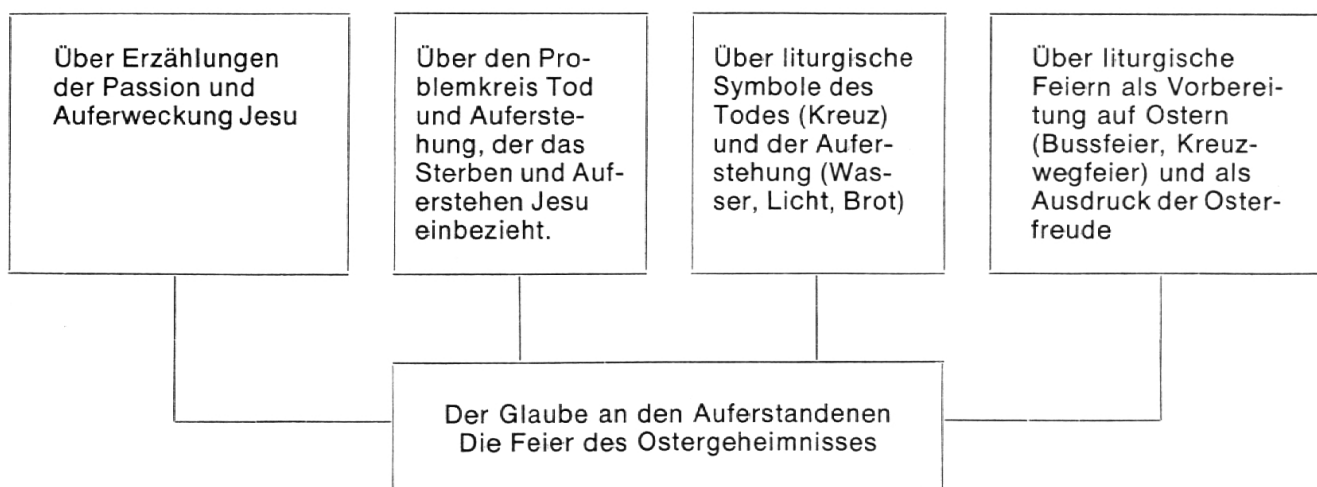 Über Erzählungen
der Passion und
Auferweckung Jesu
Über den Pro-
blemkreis Tod
und Auferste-
hung, der das
Sterben und Auf-
erstehen Jesu
einbezieht.
Über liturgische
Symbole des
Todes (Kreuz)
und der Aufer-
stehung (Was-
ser, Licht, Brot)
Über liturgische
Feiern als Vorberei-
tung auf Ostern
(Bussfeier, Kreuz-
wegfeier) und als
Ausdruck der Oster-
freude
Der Glaube an den Auferstandenen
Die Feier des Ostergeheimnisses